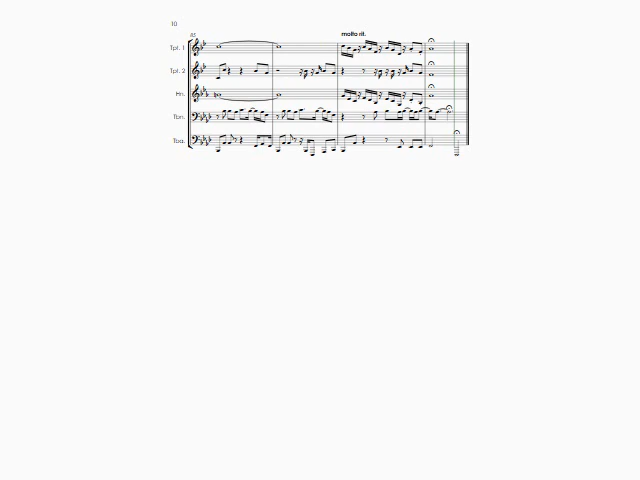 10
85
molto rit.
Tpt. 1
Tpt. 2
Hn.
Tbn.
Tba.